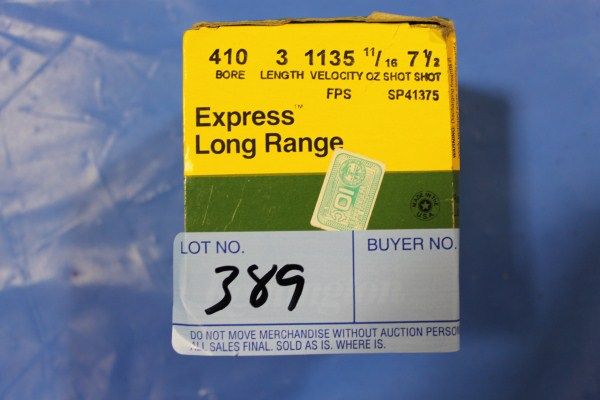 410 3 1135 11/16 7 1/2
BORE LENGTH VELOCITY OZ SHOT SHOT
FPS SP41375
Express™
Long Range
10
MADE IN THE
U.S.A.
LOT NO. 389
BUYER NO.
DO NOT MOVE MERCHANDISE WITHOUT AUCTION PERSON
ALL SALES FINAL. SOLD AS IS. WHERE IS.